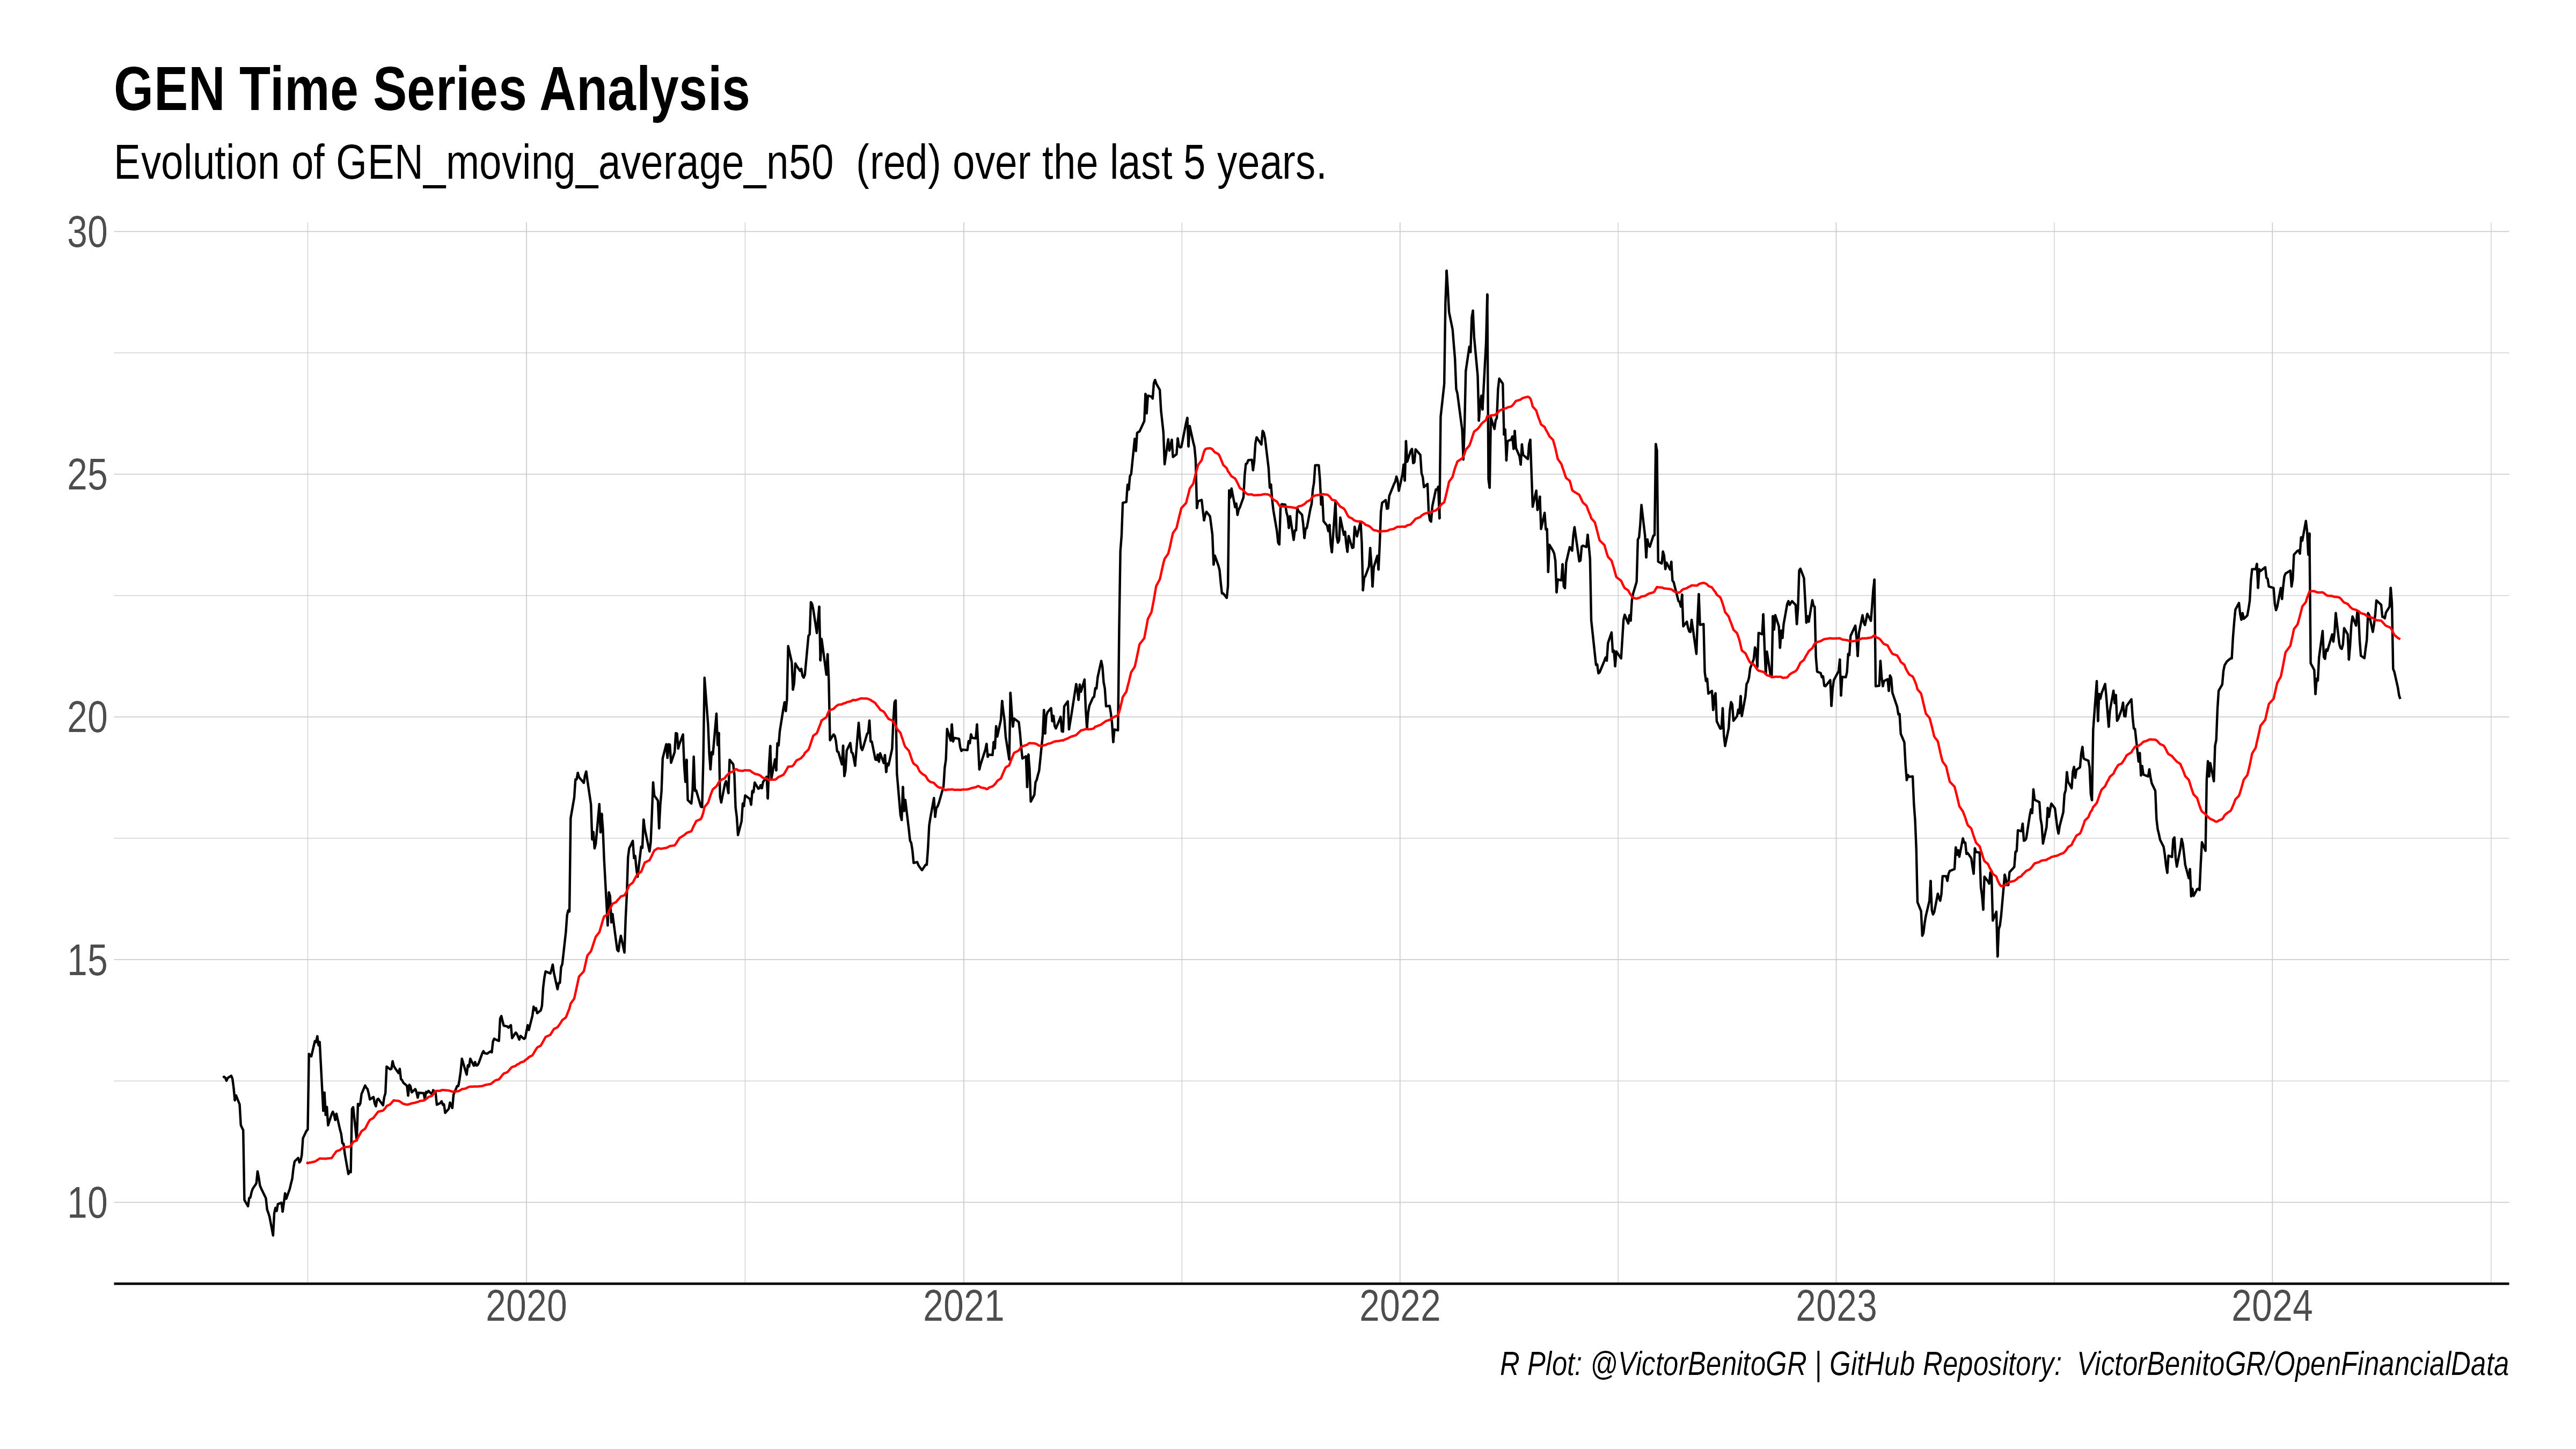 GEN Time Series Analysis
Evolution of GEN_moving_average_n50  (red) over the last 5 years.
30
25
20
15
10
2020 2021 2022 2023 2024
R Plot: @VictorBenitoGR | GitHub Repository:  VictorBenitoGR/OpenFinancialData